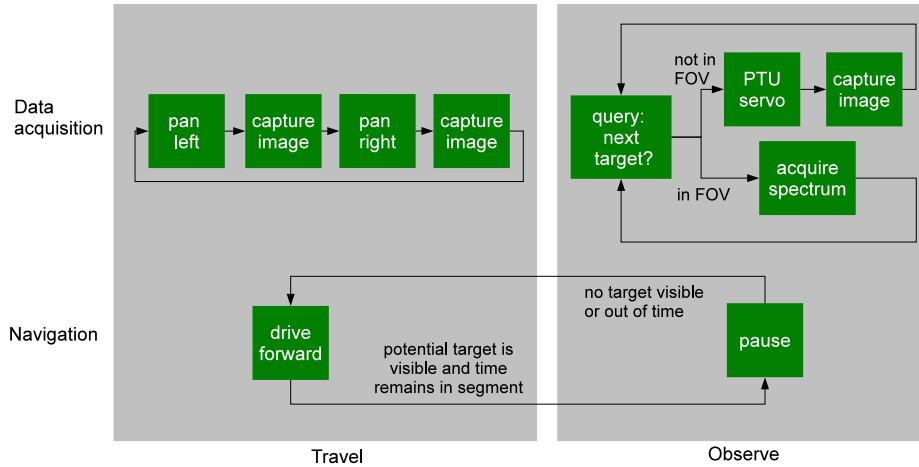 Data
acquisition
pan
left
capture
image
pan
right
capture
image
query:
next
target?
not in
FOV
PTU
servo
capture
image
in FOV
acquire
spectrum
Navigation
drive
forward
potential target is
visible and time
remains in segment
no target visible
or out of time
pause
Travel
Observe